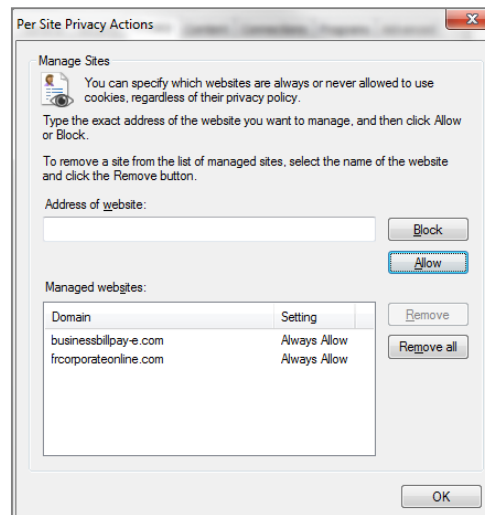 Per Site Privacy Actions
Manage Sites
You can specify which websites are always or never allowed to use
cookies, regardless of their privacy policy.
Type the exact address of the website you want to manage, and then click Allow
or Block.
To remove a site from the list of managed sites, select the name of the website
and click the Remove button.
Address of website:
Block
Allow
Managed websites:
Domain Setting
Remove
businessbillpay-e.com Always Allow
frcorporateonline.com Always Allow
Remove all
OK